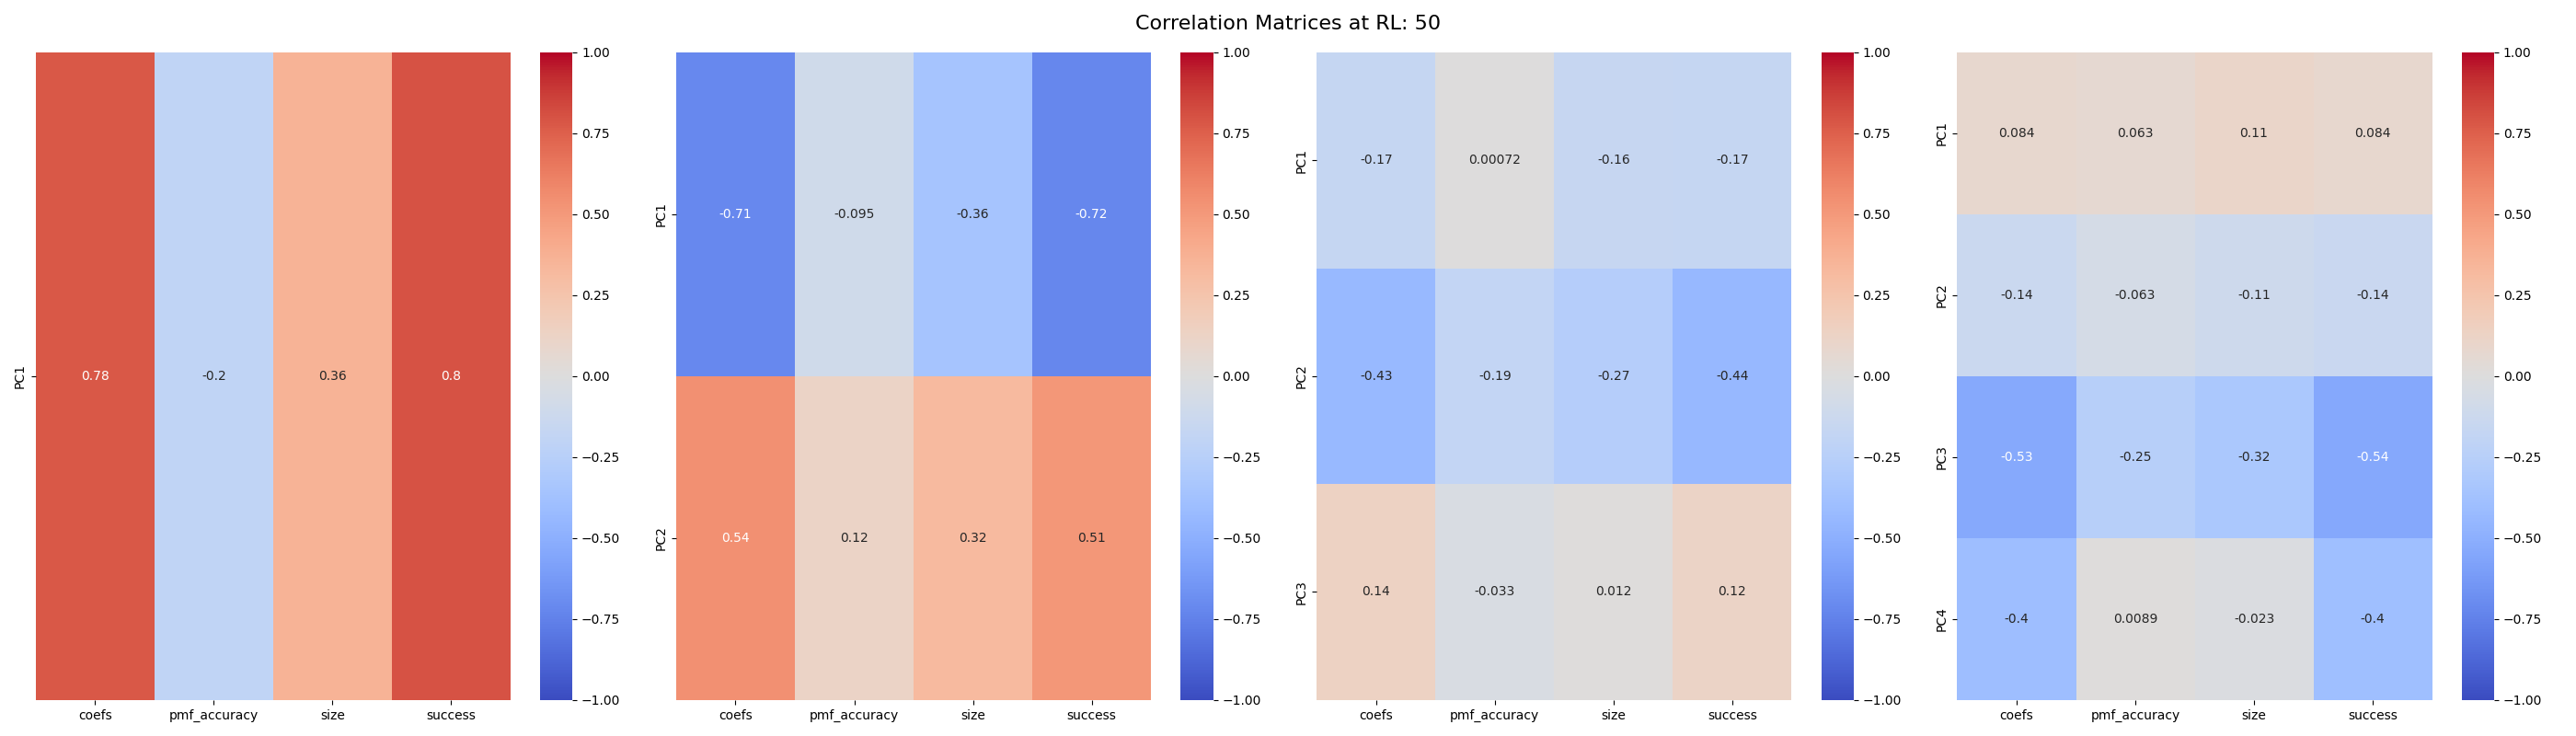 Correlation Matrices at RL: 50
PC1
0.78 -0.2 0.36 0.8
coefs pmf_accuracy size success
1.00
0.75
0.50
0.25
0.00
−0.25
−0.50
−0.75
−1.00
PC1
-0.71 -0.095 -0.36 -0.72
PC2
0.54 0.12 0.32 0.51
coefs pmf_accuracy size success
1.00
0.75
0.50
0.25
0.00
−0.25
−0.50
−0.75
−1.00
PC1
-0.17 0.00072 -0.16 -0.17
PC2
-0.43 -0.19 -0.27 -0.44
PC3
0.14 -0.033 0.012 0.12
coefs pmf_accuracy size success
1.00
0.75
0.50
0.25
0.00
−0.25
−0.50
−0.75
−1.00
PC1
0.084 0.063 0.11 0.084
PC2
-0.14 -0.063 -0.11 -0.14
PC3
-0.53 -0.25 -0.32 -0.54
PC4
-0.4 0.0089 -0.023 -0.4
coefs pmf_accuracy size success
1.00
0.75
0.50
0.25
0.00
−0.25
−0.50
−0.75
−1.00